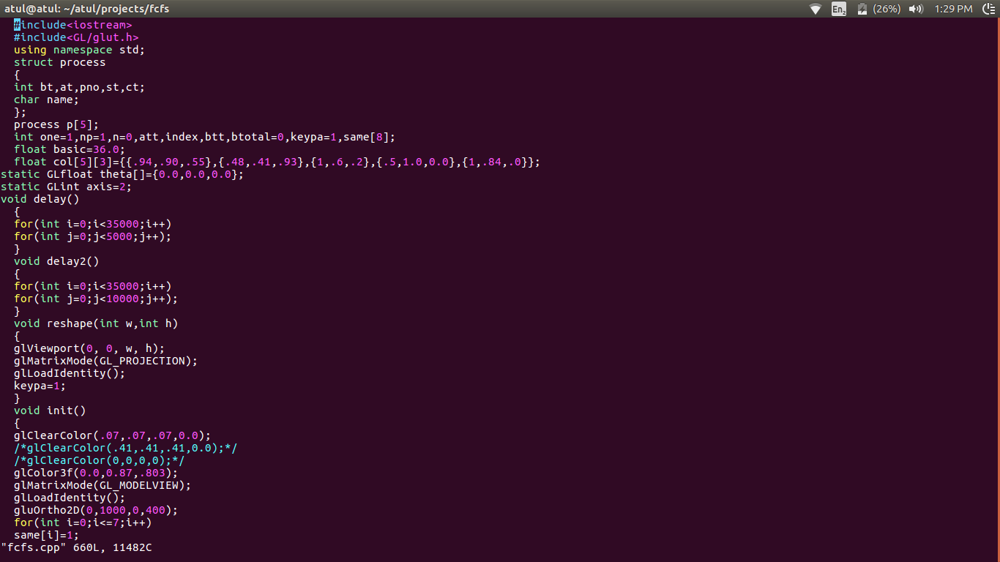 atul@atul: ~/atul/projects/fcfs En2 (26%) 1:29 PM
#include<iostream>
#include<GL/glut.h>
using namespace std;
struct process
{
int bt,at,pno,st,ct;
char name;
};
process p[5];
int one=1,np=1,n=0,att,index,btt,btotal=0,keypa=1,same[8];
float basic=36.0;
float col[5][3]={{.94,.90,.55},{.48,.41,.93},{1,.6,.2},{.5,1.0,0.0},{1,.84,.0}};
static GLfloat theta[]={0.0,0.0,0.0};
static GLint axis=2;
void delay()
{
for(int i=0;i<35000;i++)
for(int j=0;j<5000;j++);
}
void delay2()
{
for(int i=0;i<35000;i++)
for(int j=0;j<10000;j++);
}
void reshape(int w,int h)
{
glViewport(0, 0, w, h);
glMatrixMode(GL_PROJECTION);
glLoadIdentity();
keypa=1;
}
void init()
{
glClearColor(.07,.07,.07,0.0);
/*glClearColor(.41,.41,.41,0.0);*/
/*glClearColor(0,0,0,0);*/
glColor3f(0.0,0.87,.803);
glMatrixMode(GL_MODELVIEW);
glLoadIdentity();
gluOrtho2D(0,1000,0,400);
for(int i=0;i<=7;i++)
same[i]=1;
"fcfs.cpp" 660L, 11482C